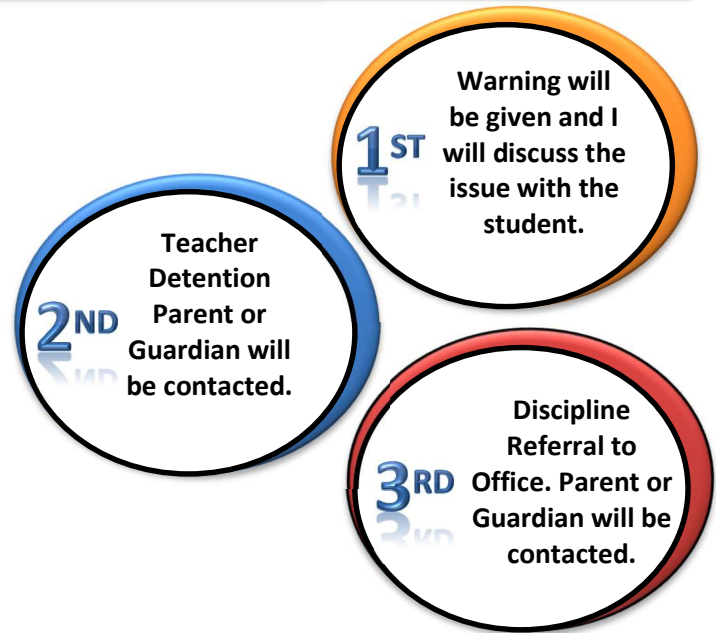 1ST
Warning will
be given and I
will discuss the
issue with the
student.
2ND
Teacher
Detention
Parent or
Guardian will
be contacted.
3RD
Discipline
Referral to
Office. Parent or
Guardian will be
contacted.